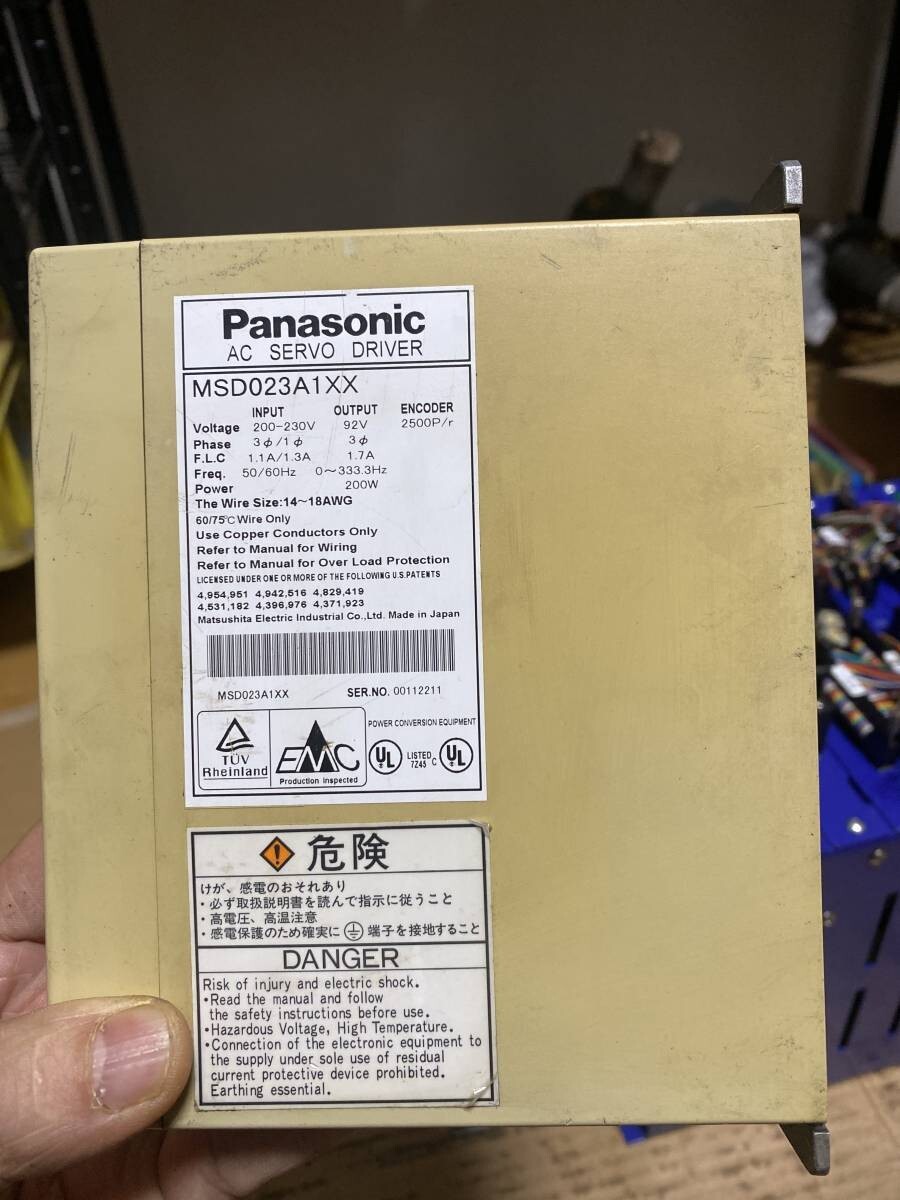 Panasonic
AC SERVO DRIVER
MSD023A1XX
INPUT OUTPUT ENCODER
Voltage 200-230V 92V 2500P/r
Phase 3φ/1φ 3φ
F.L.C 1.1A/1.3A 1.7A
Freq. 50/60Hz 0～333.3Hz
Power 200W
The Wire Size:14～18AWG
60/75℃ Wire Only
Use Copper Conductors Only
Refer to Manual for Wiring
Refer to Manual for Over Load Protection
LICENSED UNDER ONE OR MORE OF THE FOLLOWING U.S.PATENTS
4,954,951 4,942,516 4,829,419
4,531,182 4,396,976 4,371,923
Matsushita Electric Industrial Co.,Ltd. Made in Japan
MSD023A1XX SER.NO. 00112211
TÜV
Rheinland
EMC
Production Inspected
POWER CONVERSION EQUIPMENT
UL LISTED 7Z45 C UL
危険
けが、感電のおそれあり
・必ず取扱説明書を読んで指示に従うこと
・高電圧、高温注意
・感電保護のため確実に端子を接地すること
DANGER
Risk of injury and electric shock.
・Read the manual and follow
the safety instructions before use.
・Hazardous Voltage, High Temperature.
・Connection of the electronic equipment to
the supply under sole use of residual
current protective device prohibited.
Earthing essential.